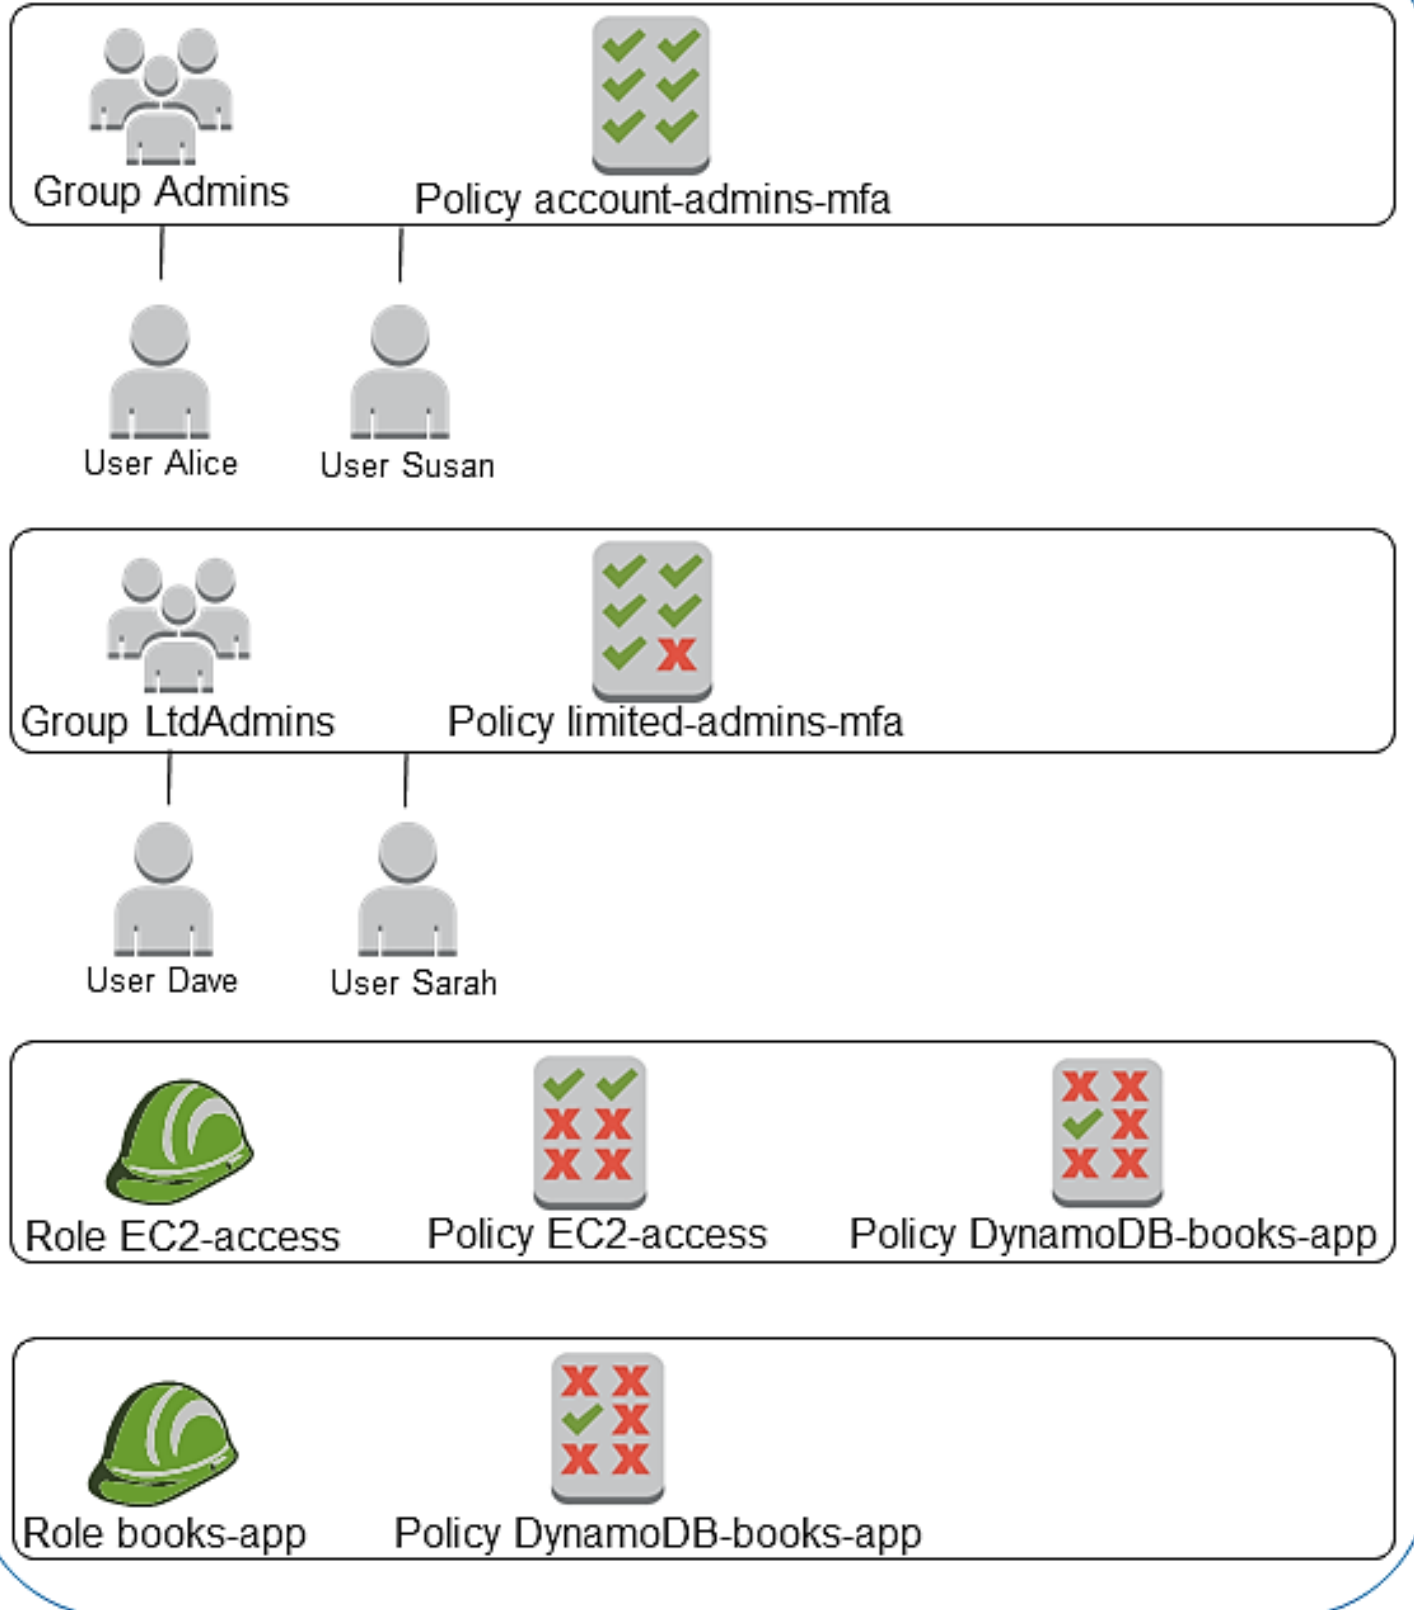 Group Admins
Policy account-admins-mfa
User Alice
User Susan
Group LtdAdmins
Policy limited-admins-mfa
User Dave
User Sarah
Role EC2-access
Policy EC2-access
Policy DynamoDB-books-app
Role books-app
Policy DynamoDB-books-app